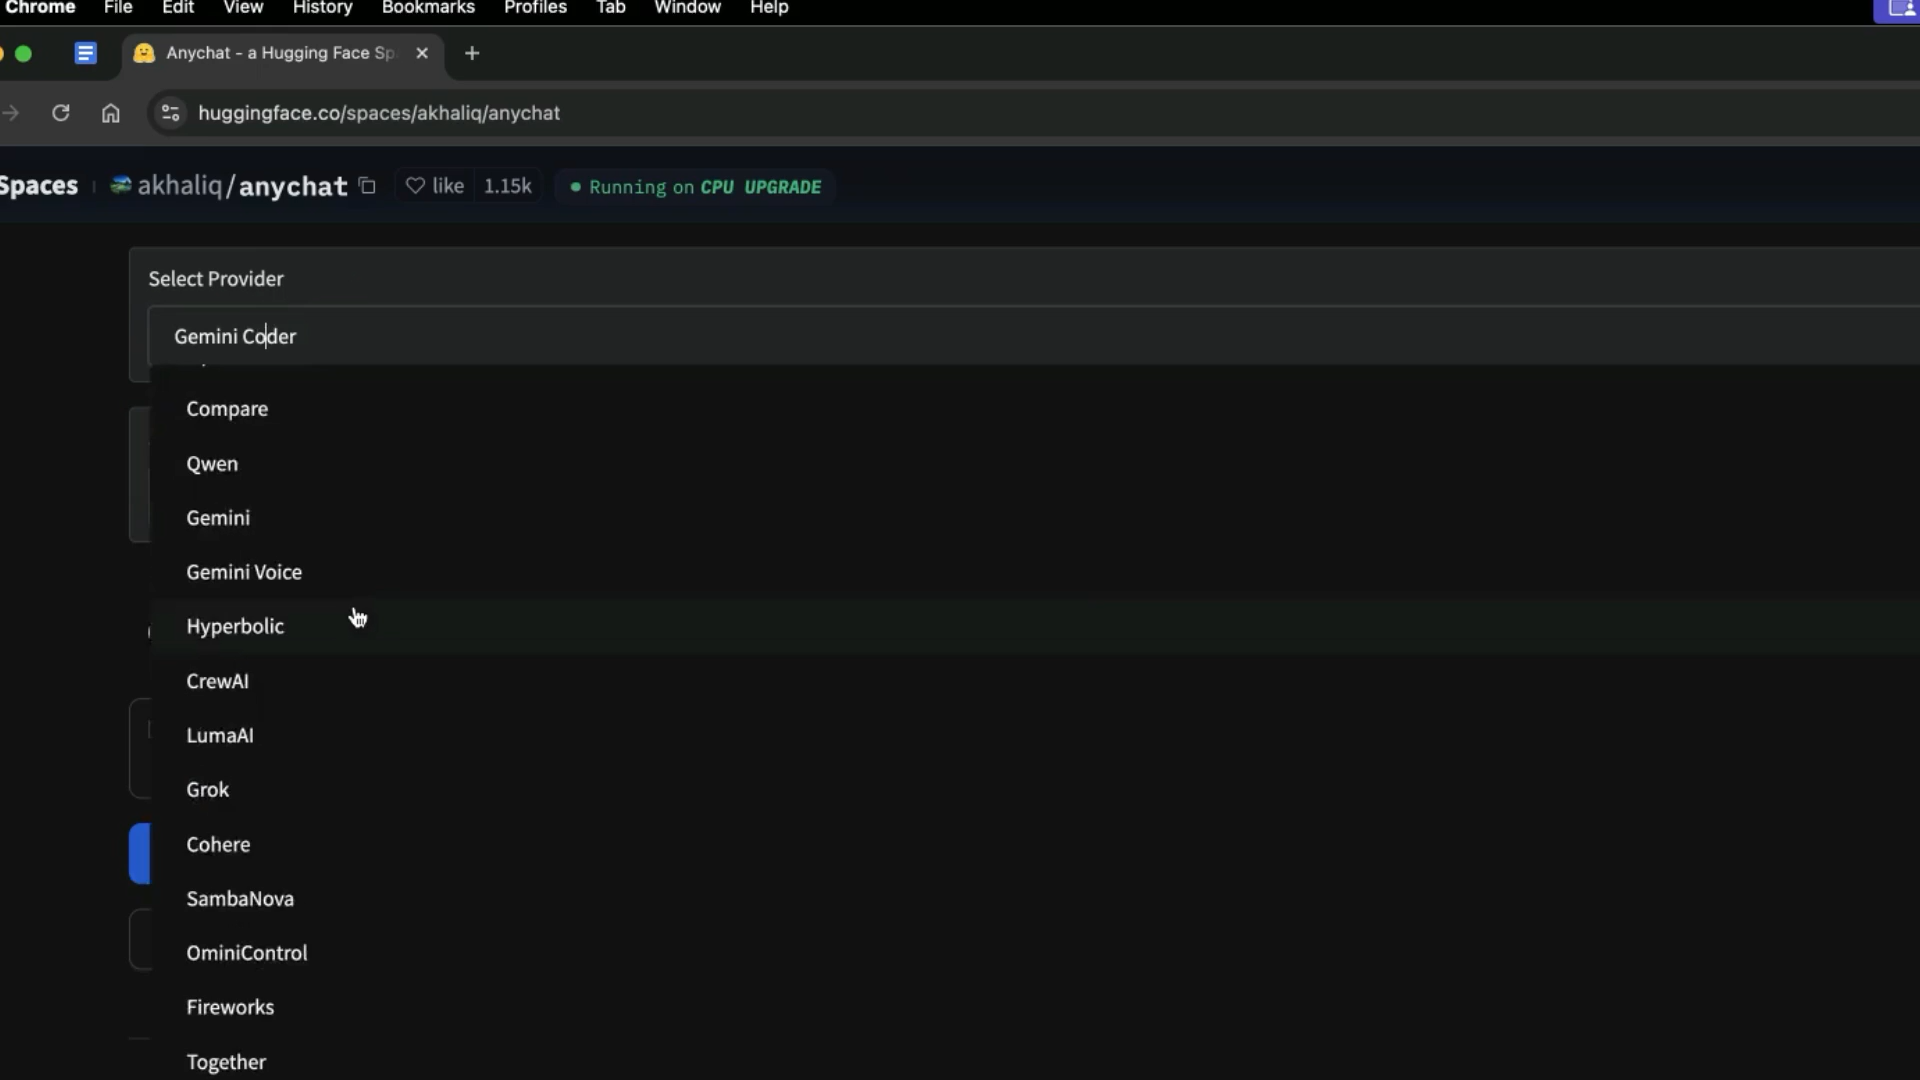 Chrome File Edit View History Bookmarks Profiles Tab Window Help
Anychat - a Hugging Face Sp
huggingface.co/spaces/akhaliq/anychat
Spaces akhaliq/anychat like 1.15k Running on CPU UPGRADE
Select Provider
Gemini Coder
Compare
Qwen
Gemini
Gemini Voice
Hyperbolic
CrewAI
LumaAI
Grok
Cohere
SambaNova
OminiControl
Fireworks
Together